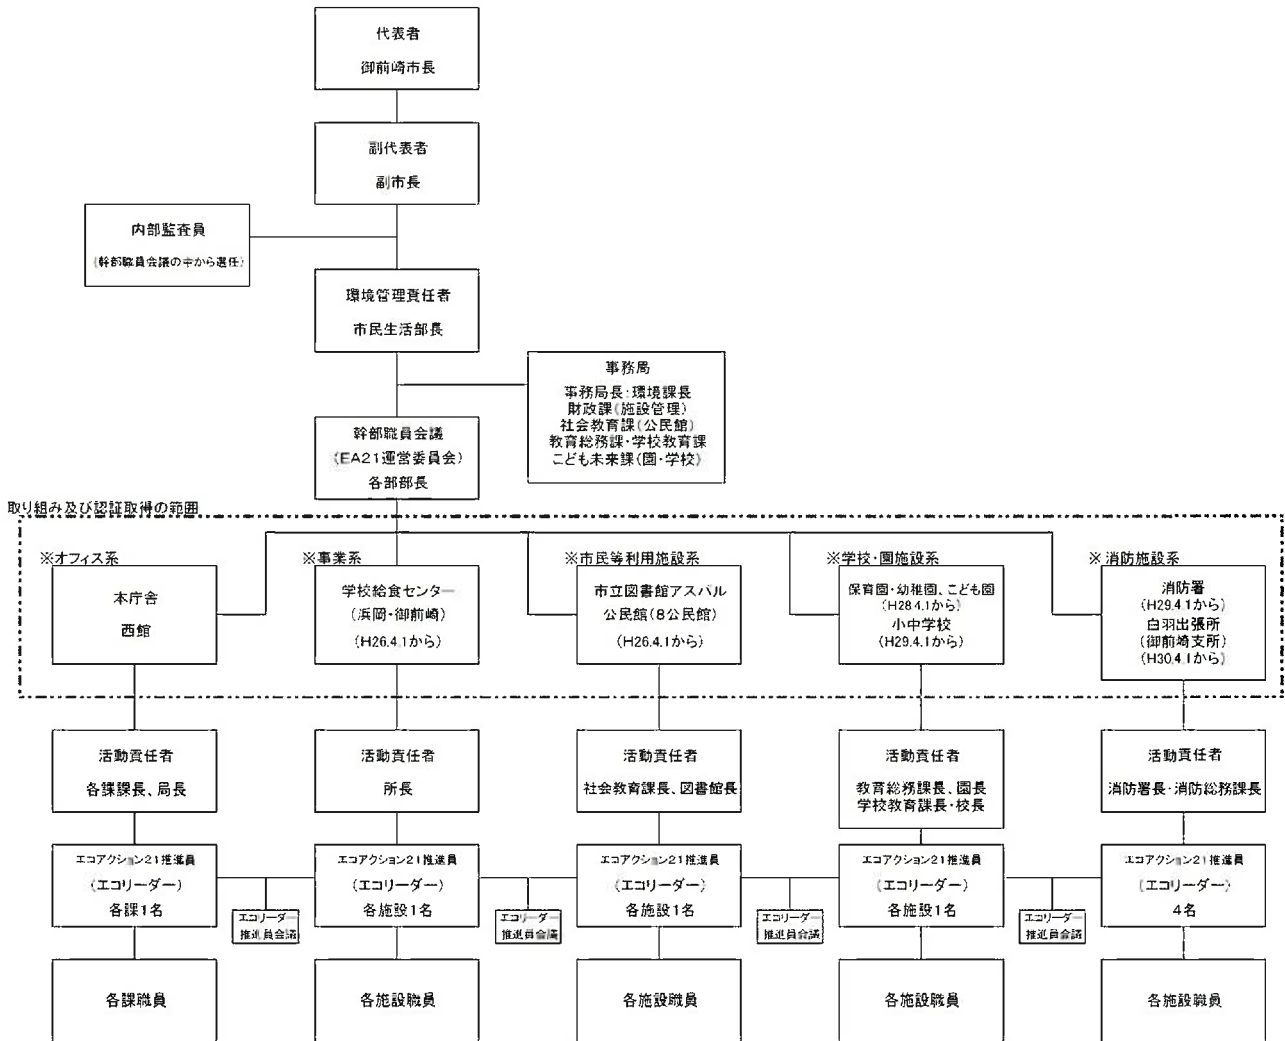 代表者
御前崎市長
副代表者
副市長
内部監査員
(幹部職員会議の中から選任)
環境管理責任者
市民生活部長
事務局
事務局長・環境課長
財政課(施設管理)
社会教育課(公民館)
教育総務課・学校教育課
こども未来課(園・学校)
幹部職員会議
(EA21運営委員会)
各部部長
取り組み及び認証取得の範囲
※オフィス系
本庁舎
西館
※事業系
学校給食センター
(浜岡・御前崎)
(H26.4.1から)
※市民等利用施設系
市立図書館アスパル
公民館(8公民館)
(H26.4.1から)
※学校・園施設系
保育園・幼稚園、こども園
(H28.4.1から)
小中学校
(H29.4.1から)
※消防施設系
消防署
(H29.4.1から)
白羽出張所
(御前崎支所)
(H30.4.1から)
活動責任者
各課課長、局長
活動責任者
所長
活動責任者
社会教育課長、図書館長
活動責任者
教育総務課長、園長
学校教育課長・校長
活動責任者
消防署長・消防総務課長
エコアクション21推進員
(エコリーダー)
各課1名
エコリーダー
推進員会議
エコアクション21推進員
(エコリーダー)
各施設1名
エコリーダー
推進員会議
エコアクション21推進員
(エコリーダー)
各施設1名
エコリーダー
推進員会議
エコアクション21推進員
(エコリーダー)
各施設1名
エコリーダー
推進員会議
エコアクション21推進員
(エコリーダー)
4名
各課職員
各施設職員
各施設職員
各施設職員
各施設職員